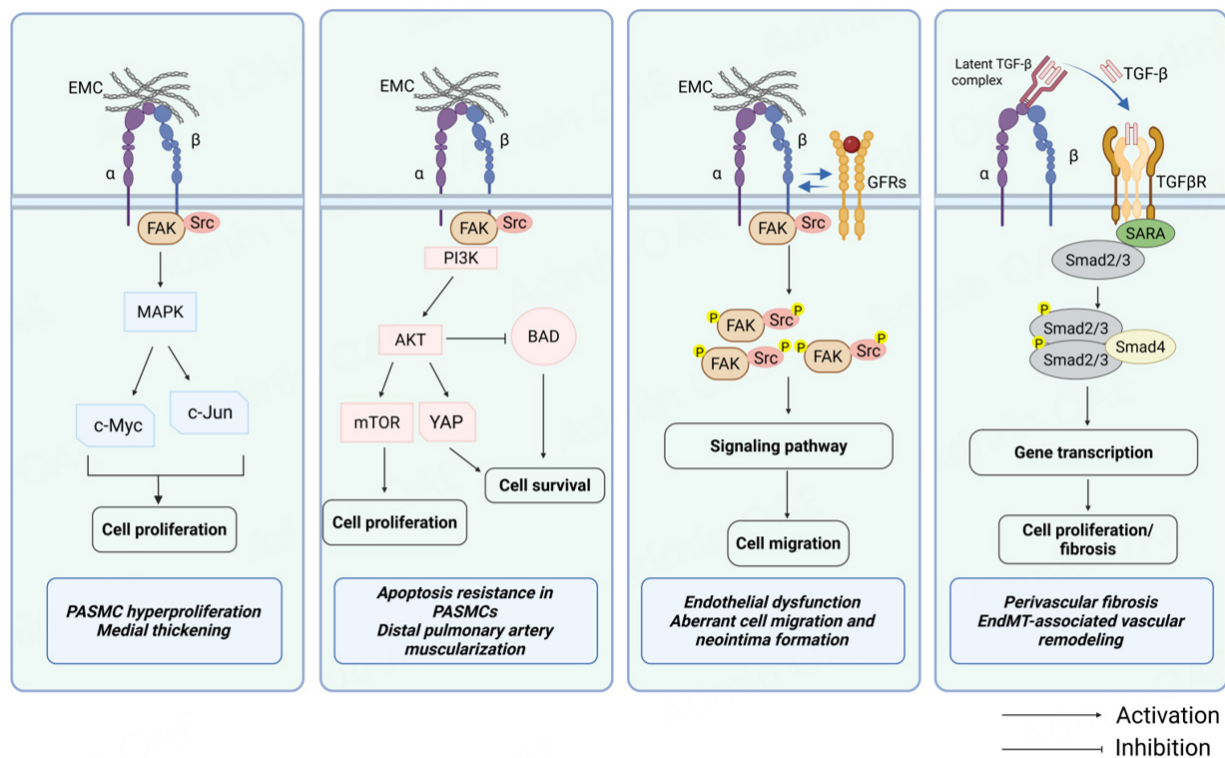 EMC
α
β
FAK
Src
MAPK
c-Myc
c-Jun
Cell proliferation
PASMC hyperproliferation
Medial thickening
EMC
α
β
FAK
Src
PI3K
AKT
BAD
mTOR
YAP
Cell survival
Cell proliferation
Apoptosis resistance in
PASMCs
Distal pulmonary artery
muscularization
EMC
α
β
GFRs
FAK
Src
P
FAK
Src
P
P
FAK
Src
P
P
FAK
Src
P
Signaling pathway
Cell migration
Endothelial dysfunction
Aberrant cell migration and
neointima formation
Latent TGF-β
complex
TGF-β
α
β
TGFβR
SARA
Smad2/3
P
Smad2/3
P
Smad2/3
Smad4
Gene transcription
Cell proliferation/
fibrosis
Perivascular fibrosis
EndMT-associated vascular
remodeling
Activation
Inhibition